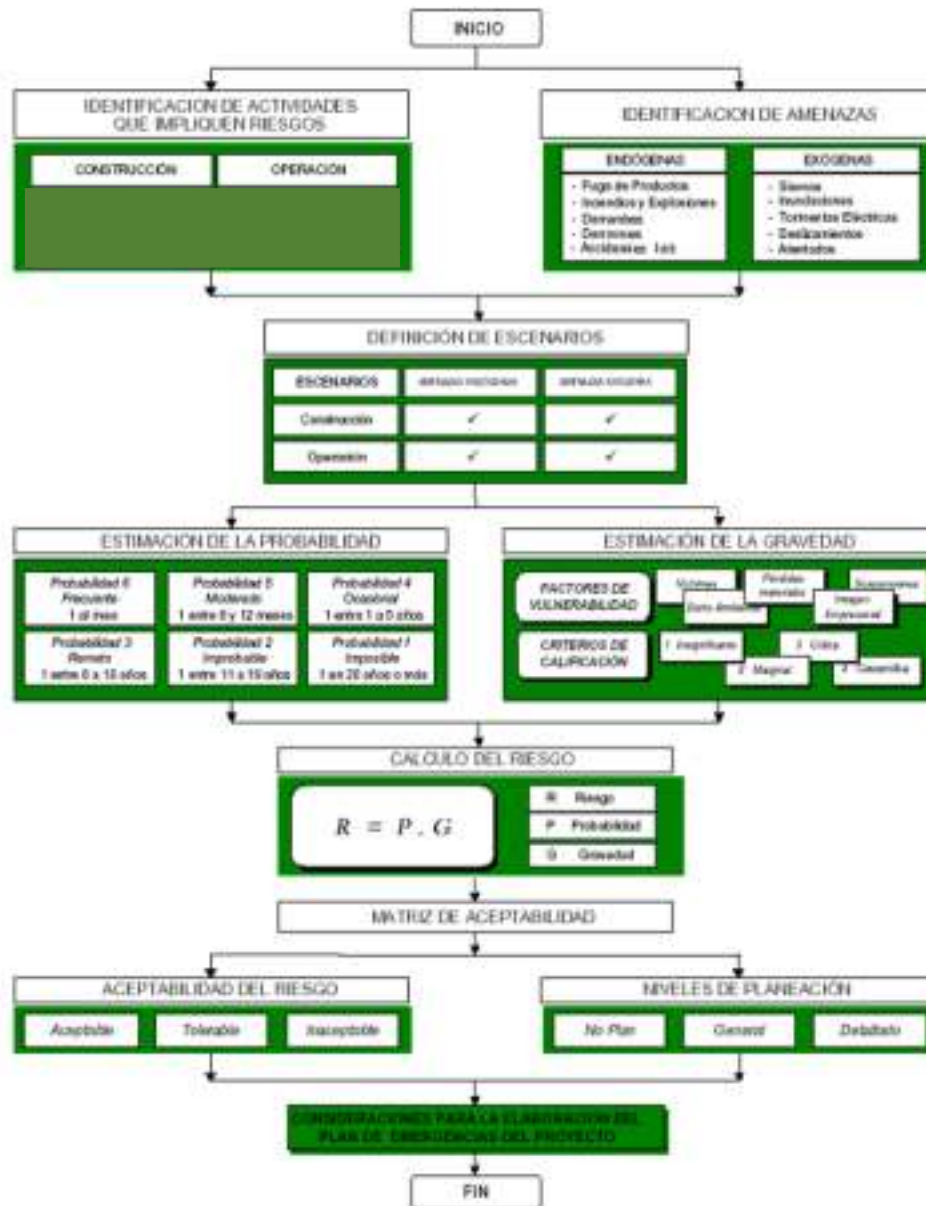 INICIO
IDENTIFICACION DE ACTIVIDADES
QUE IMPLIQUEN RIESGOS
CONSTRUCCIÓN
OPERACIÓN
IDENTIFICACION DE AMENAZAS
ENDÓGENAS
- Fuga de Productos
- Incendios y Explosiones
- Derrumbes
- Derrames
- Accidentes
EXÓGENAS
- Sismos
- Inundaciones
- Tormentas Eléctricas
- Deslizamientos
- Atentados
DEFINICIÓN DE ESCENARIOS
ESCENARIOS
Construcción
✓
✓
Operación
✓
✓
ESTIMACION DE LA PROBABILIDAD
Probabilidad 6
Frecuente
1 al mes
Probabilidad 5
Moderado
1 entre 6 y 12 meses
Probabilidad 4
Ocasional
1 entre 1 a 5 años
Probabilidad 3
Remoto
1 entre 6 a 10 años
Probabilidad 2
Improbable
1 entre 11 a 19 años
Probabilidad 1
Imposible
1 en 20 años o más
ESTIMACIÓN DE LA GRAVEDAD
FACTORES DE
VULNERABILIDAD
Víctimas
Pérdidas
materiales
Imagen
Empresarial
CRITERIOS DE
CALIFICACIÓN
1 Insignificante
3 Crítica
2 Marginal
CÁLCULO DEL RIESGO
R = P . G
R Riesgo
P Probabilidad
G Gravedad
MATRIZ DE ACEPTABILIDAD
ACEPTABILIDAD DEL RIESGO
Aceptable
Tolerable
Inaceptable
NIVELES DE PLANEACIÓN
No Plan
General
Detallado
CONSIDERACIONES PARA LA ELABORACION DEL
PLAN DE EMERGENCIAS DEL PROYECTO
FIN